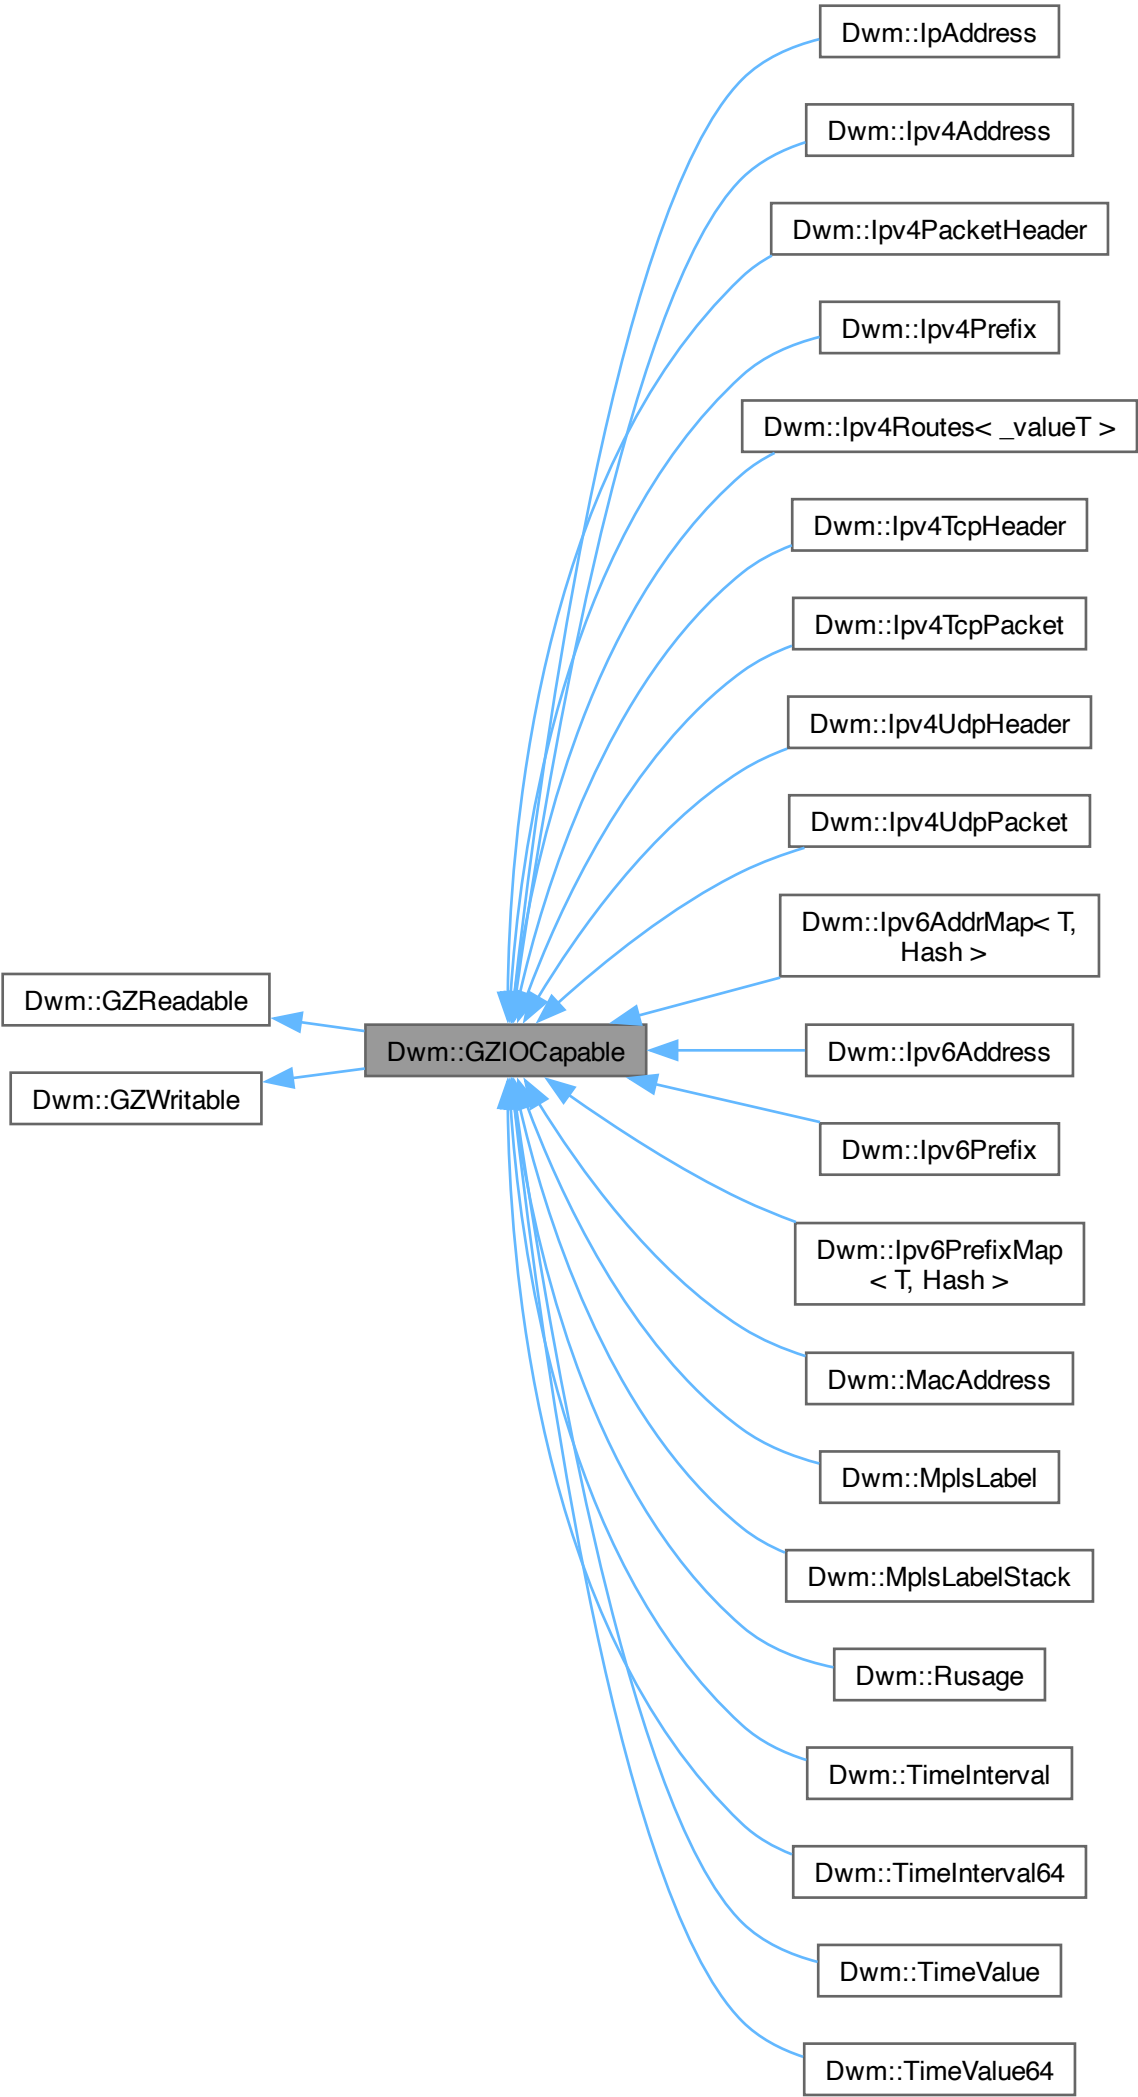 Dwm::IpAddress
Dwm::Ipv4Address
Dwm::Ipv4PacketHeader
Dwm::Ipv4Prefix
Dwm::Ipv4Routes< _valueT >
Dwm::Ipv4TcpHeader
Dwm::Ipv4TcpPacket
Dwm::Ipv4UdpHeader
Dwm::Ipv4UdpPacket
Dwm::Ipv6AddrMap< T,
Hash >
Dwm::GZReadable
Dwm::GZIOCapable
Dwm::Ipv6Address
Dwm::GZWritable
Dwm::Ipv6Prefix
Dwm::Ipv6PrefixMap
< T, Hash >
Dwm::MacAddress
Dwm::MplsLabel
Dwm::MplsLabelStack
Dwm::Rusage
Dwm::TimeInterval
Dwm::TimeInterval64
Dwm::TimeValue
Dwm::TimeValue64